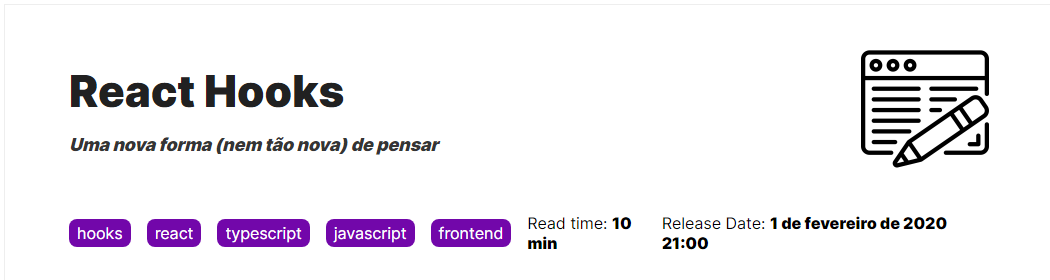 React Hooks
Uma nova forma (nem tão nova) de pensar
hooks react typescript javascript frontend
Read time: 10
min
Release Date: 1 de fevereiro de 2020
21:00